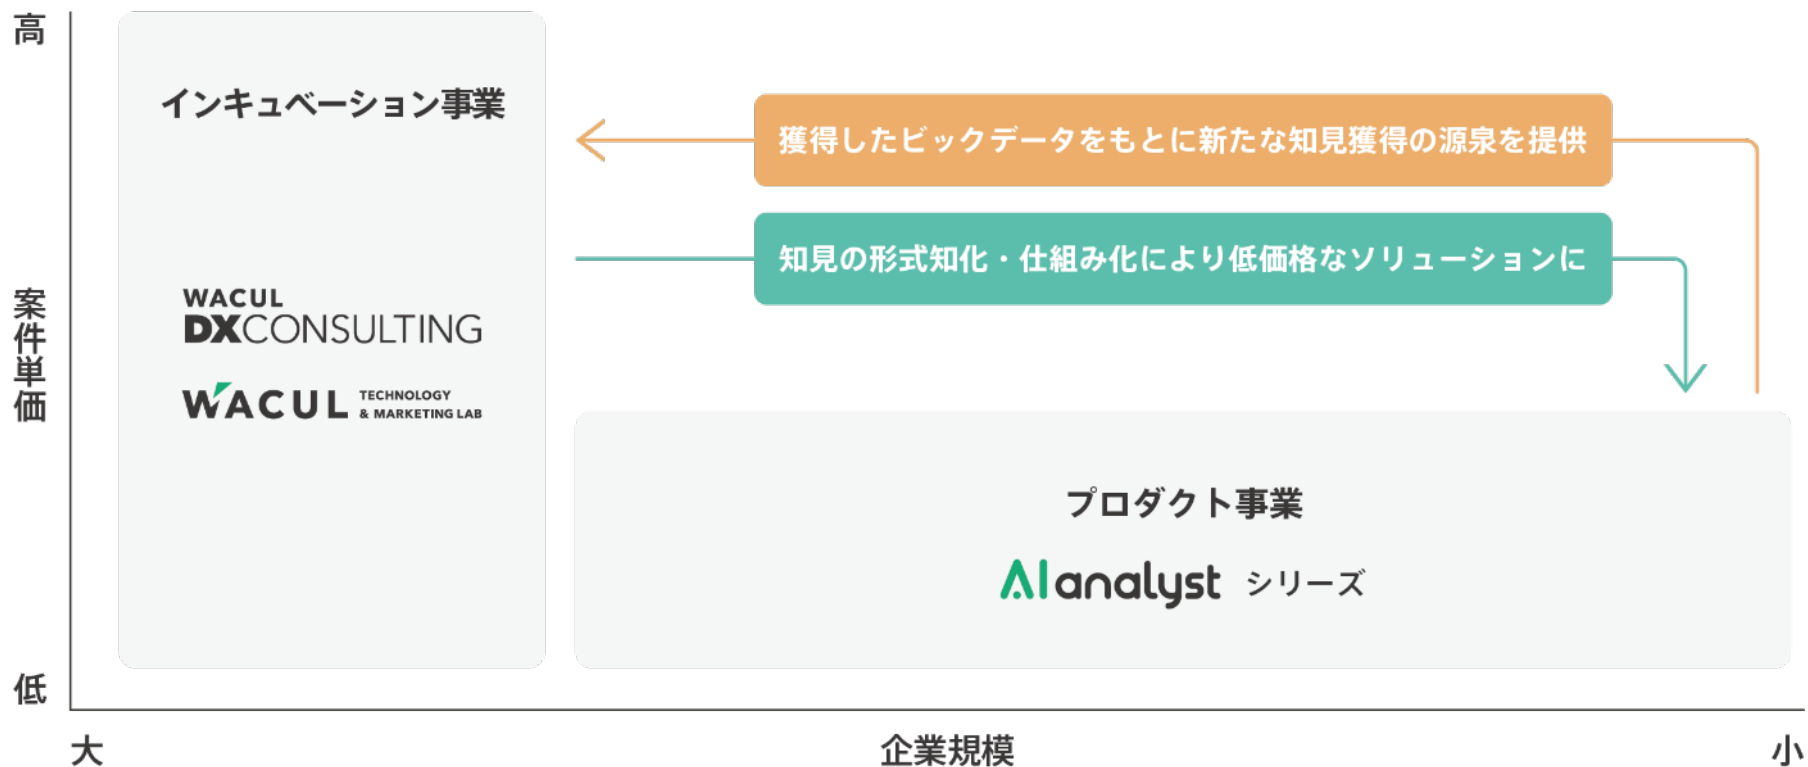 高
インキュベーション事業
獲得したビックデータをもとに新たな知見獲得の源泉を提供
知見の形式知化・仕組み化により低価格なソリューションに
案件単価
WACUL
DXCONSULTING
WACUL TECHNOLOGY
& MARKETING LAB
プロダクト事業
AI analyst シリーズ
低
大
企業規模
小